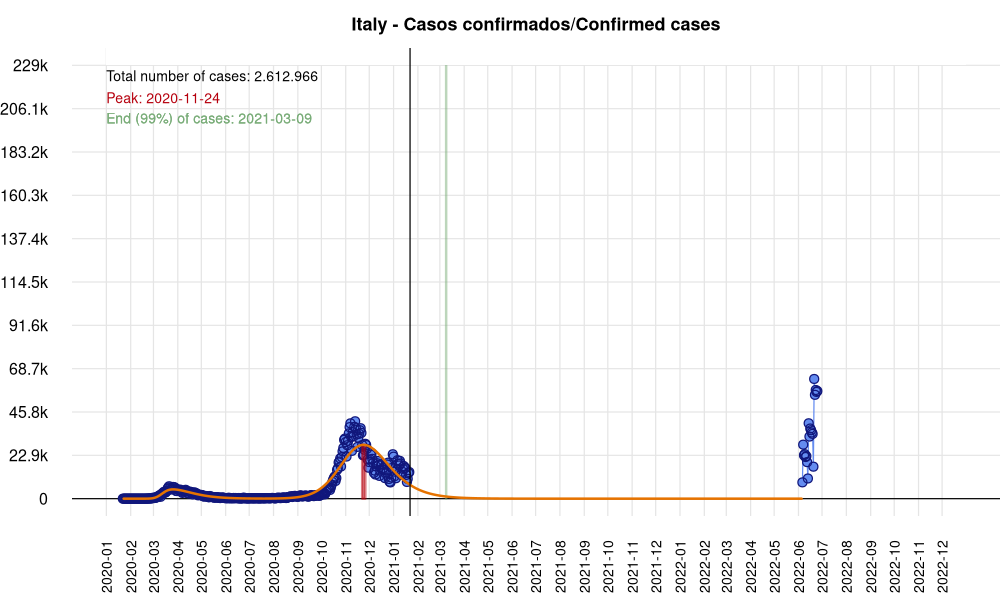 Italy - Casos confirmados/Confirmed cases
Total number of cases: 2.612.966
Peak: 2020-11-24
End (99%) of cases: 2021-03-09
229k
206.1k
183.2k
160.3k
137.4k
114.5k
91.6k
68.7k
45.8k
22.9k
0
2020-01
2020-02
2020-03
2020-04
2020-05
2020-06
2020-07
2020-08
2020-09
2020-10
2020-11
2020-12
2021-01
2021-02
2021-03
2021-04
2021-06
2021-06
2021-07
2021-08
2021-09
2021-10
2021-11
2021-12
2022-01
2022-02
2022-03
2022-04
2022-05
2022-06
2022-07
2022-08
2022-09
2022-10
2022-11
2022-12